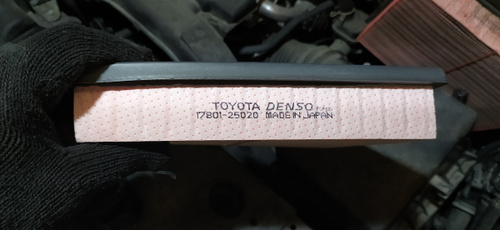 TOYOTA DENSO
17801-25020 MADE IN JAPAN